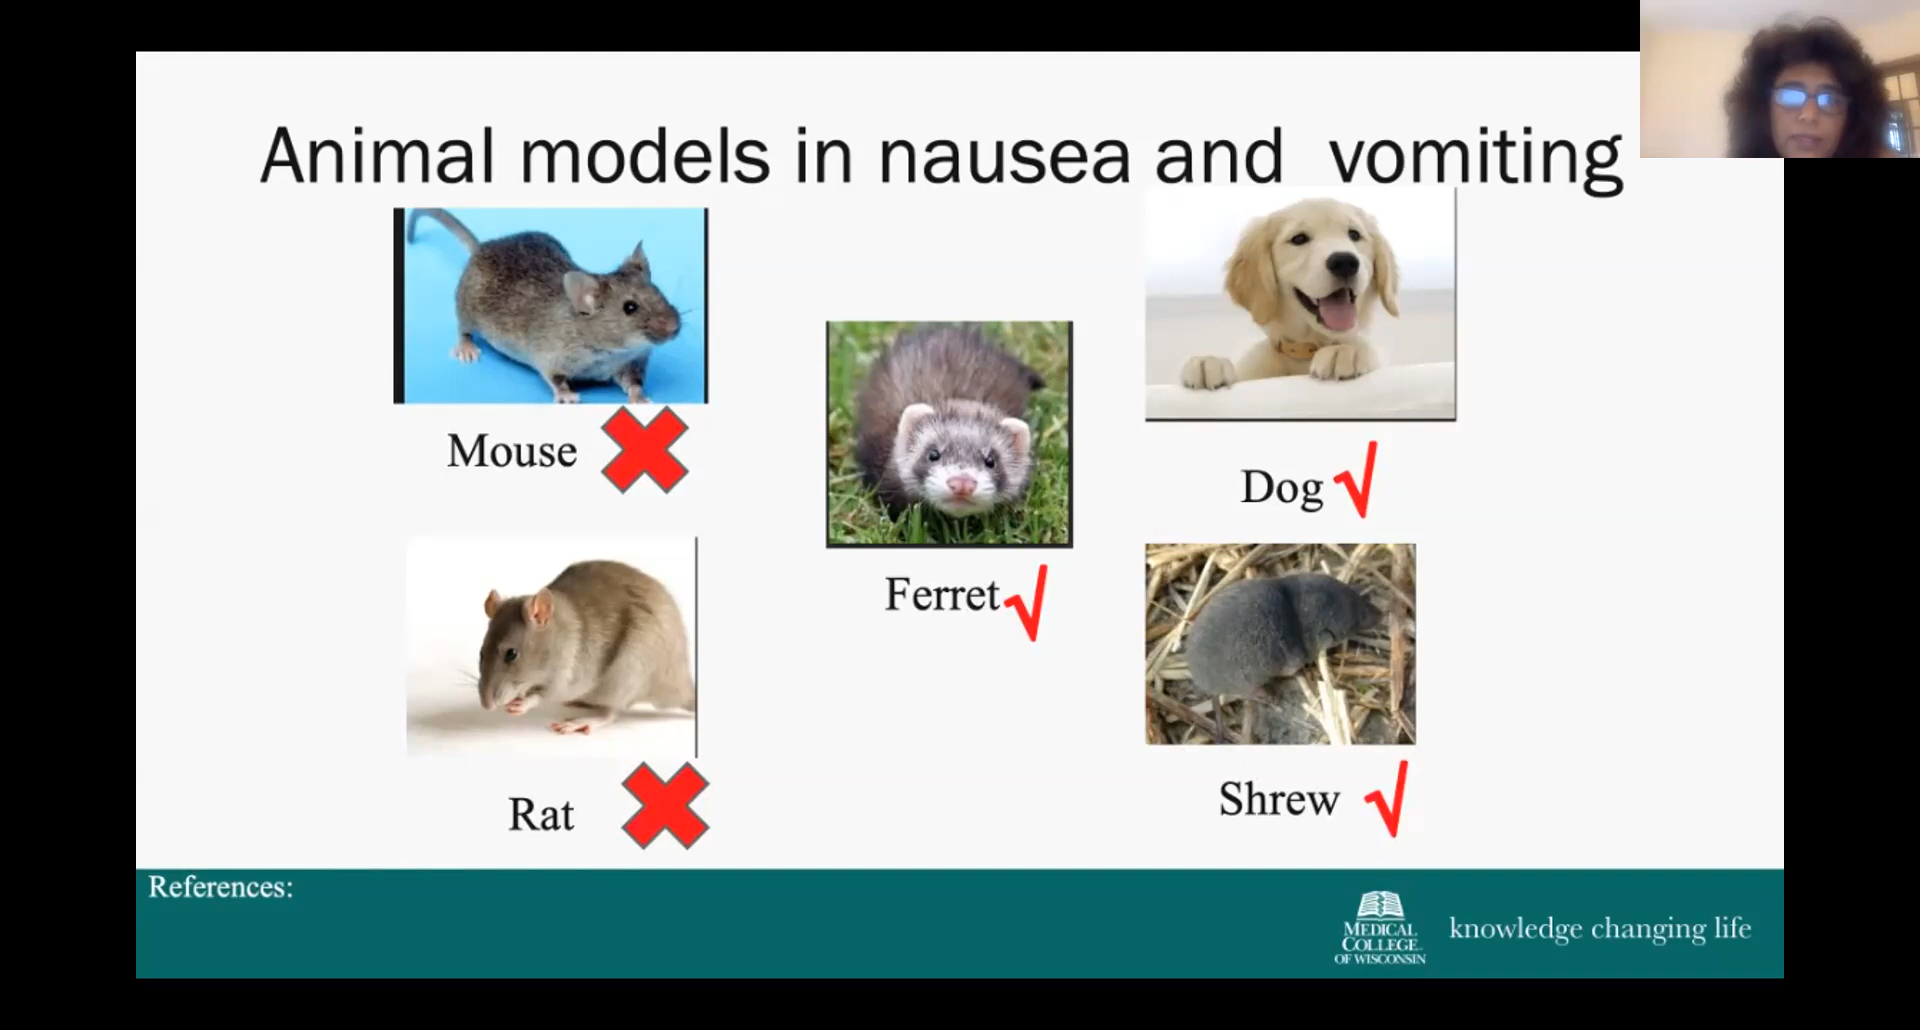 Animal models in nausea and vomiting
Mouse
Dog
Ferret
Rat
Shrew
References:
MEDICAL
COLLEGE
OF WISCONSIN
knowledge changing life